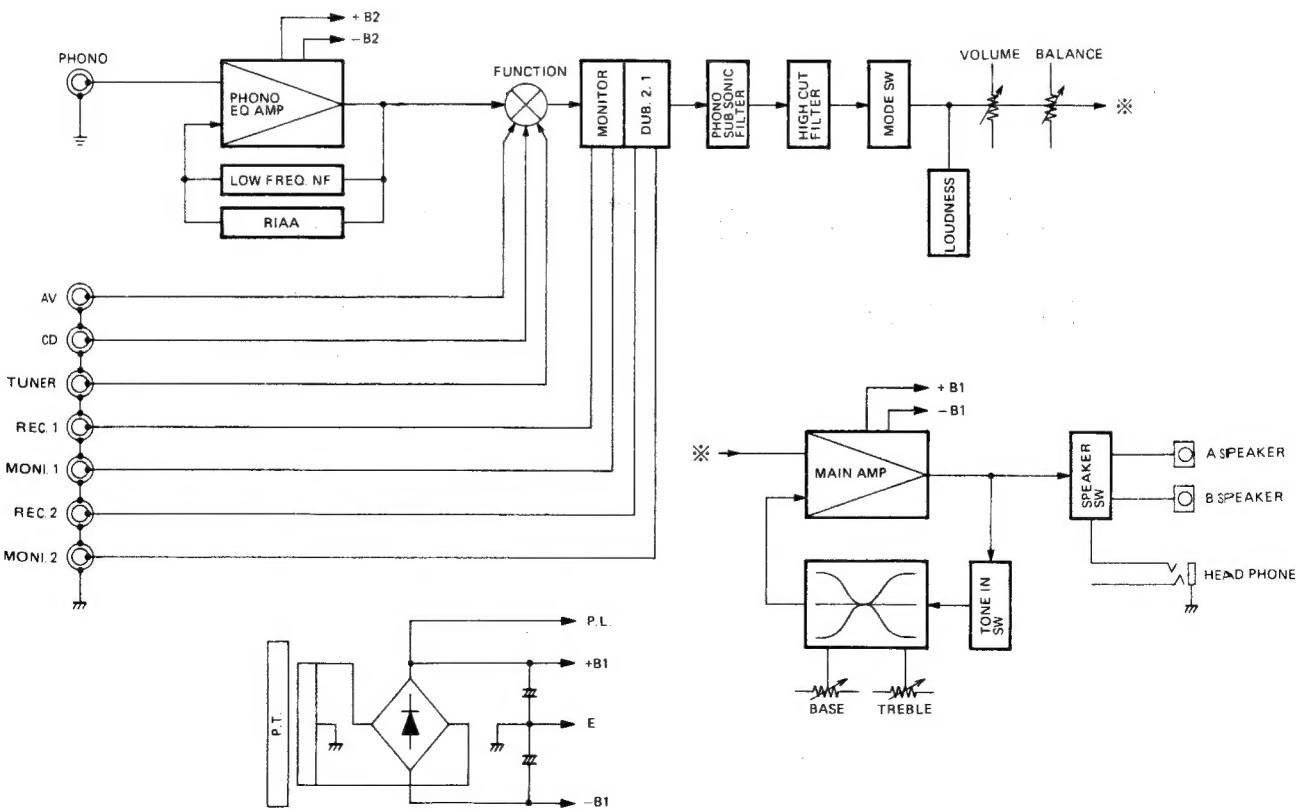 +B2
−B2
PHONO
PHONO
EQ AMP
FUNCTION
MONITOR
DUB. 2. 1
PHONO
SUB SONIC
FILTER
HIGH CUT
FILTER
MODE SW
VOLUME
BALANCE
※
LOW FREQ. NF
RIAA
LOUDNESS
AV
CD
TUNER
REC. 1
MONI. 1
REC. 2
MONI. 2
+B1
−B1
※
MAIN AMP
SPEAKER
SW
A SPEAKER
B SPEAKER
HEAD PHONE
TONE IN
SW
BASE
TREBLE
P.T.
P.L.
+B1
E
−B1